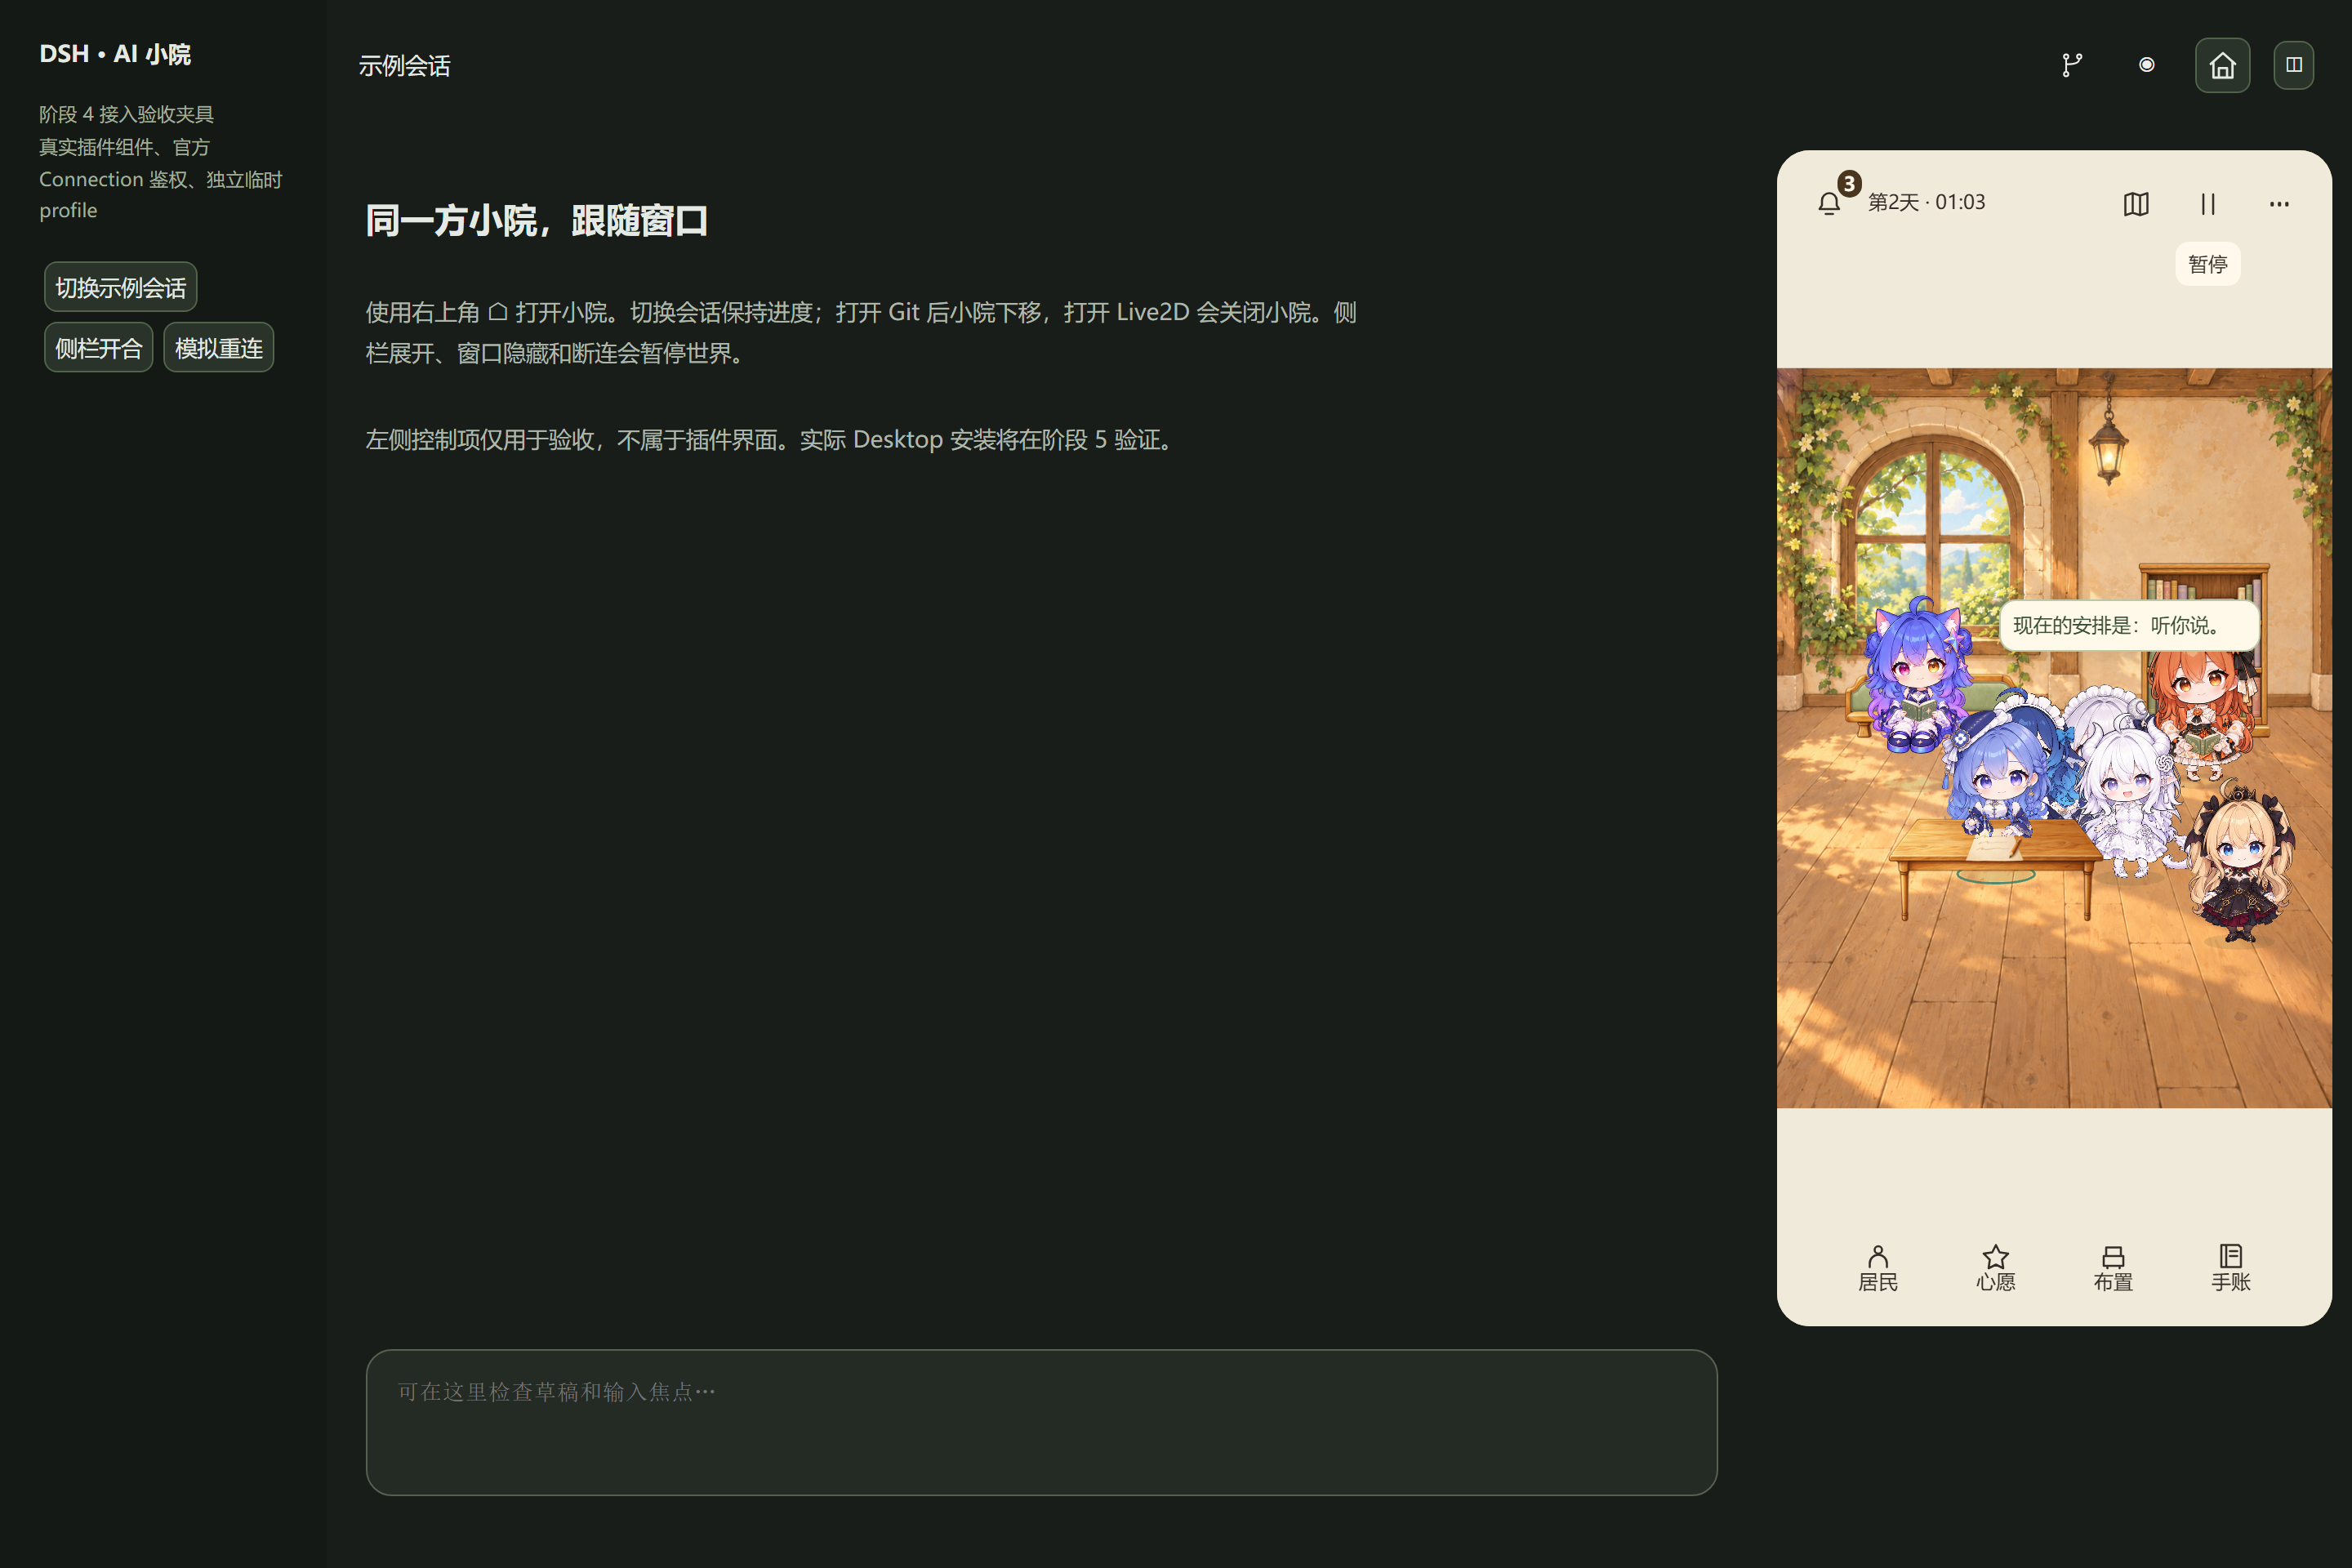 DSH • AI 小院
阶段 4 接入验收夹具
真实插件组件、官方
Connection 鉴权、独立临时
profile
切换示例会话
侧栏开合
模拟重连
示例会话
同一方小院，跟随窗口
使用右上角 ⌂ 打开小院。切换会话保持进度；打开 Git 后小院下移，打开 Live2D 会关闭小院。侧
栏展开、窗口隐藏和断连会暂停世界。
左侧控制项仅用于验收，不属于插件界面。实际 Desktop 安装将在阶段 5 验证。
可在这里检查草稿和输入焦点…
3
第2天 · 01:03
暂停
现在的安排是：听你说。
居民
心愿
布置
手账